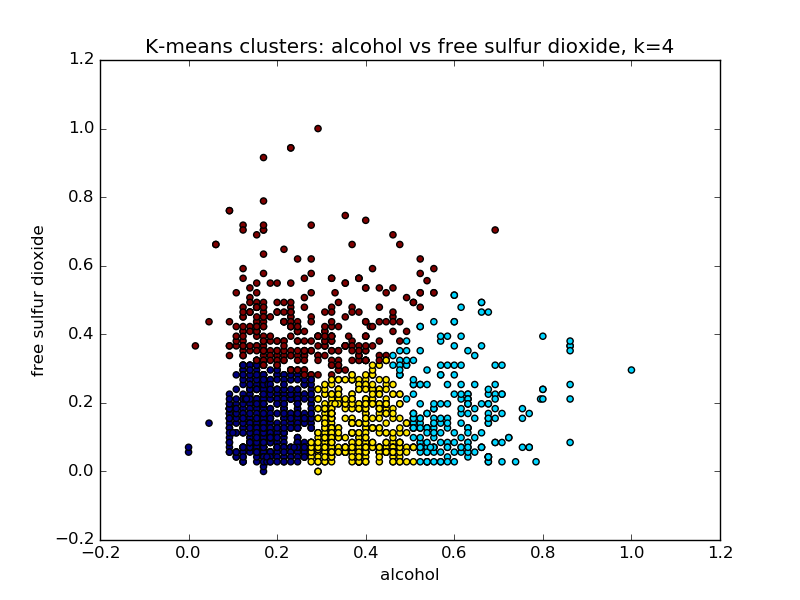 K-means clusters: alcohol vs free sulfur dioxide, k=4
1.2
1.0
0.8
0.6
0.4
0.2
0.0
−0.2
free sulfur dioxide
−0.2 0.0 0.2 0.4 0.6 0.8 1.0 1.2
alcohol